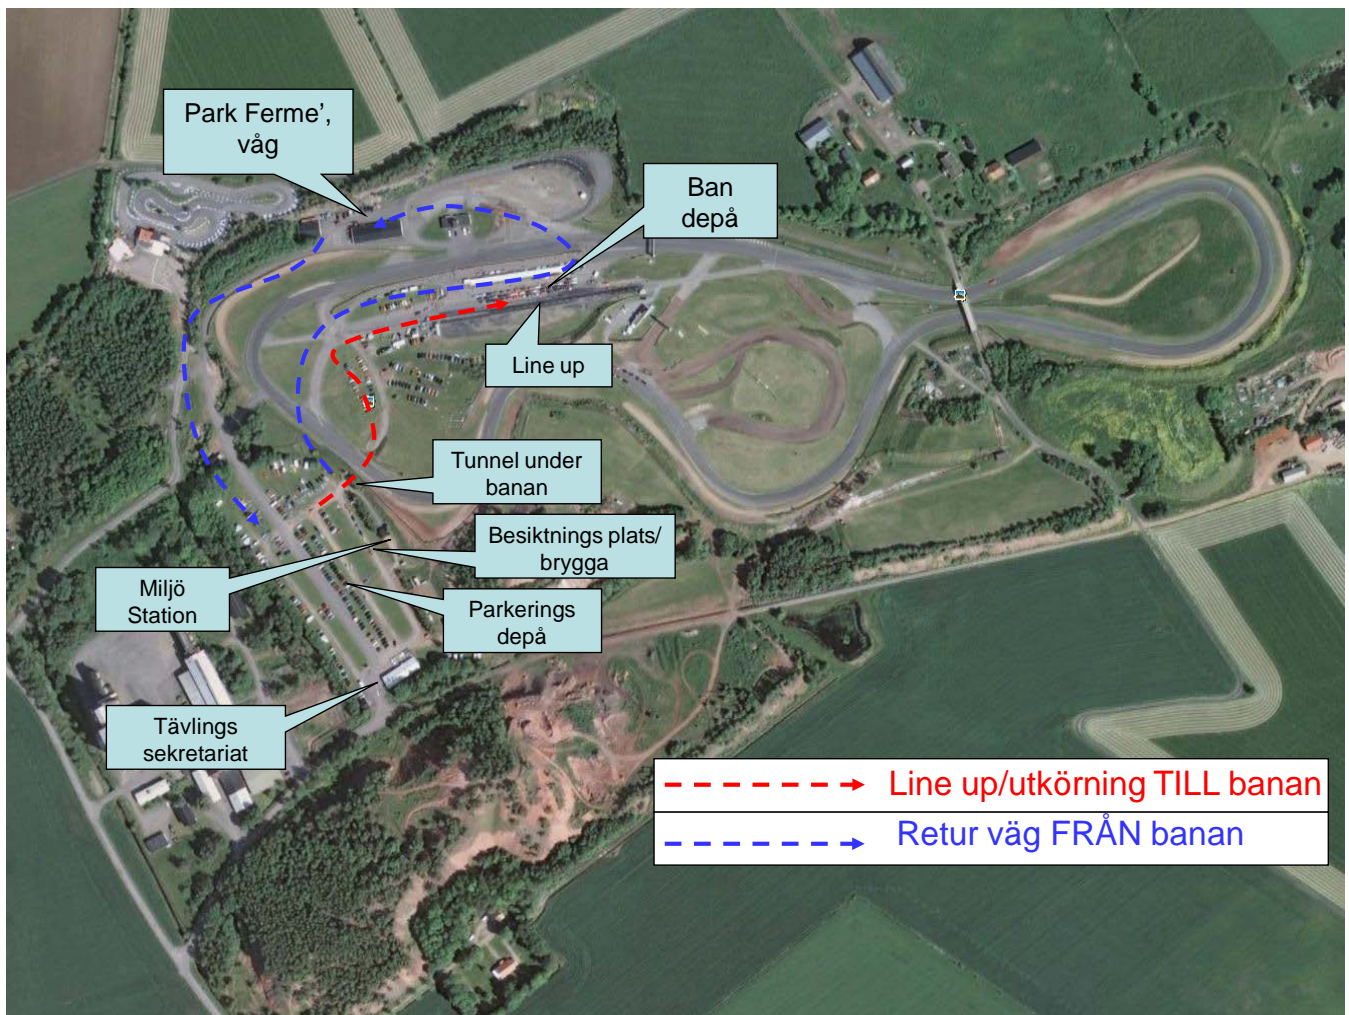 Park Ferme’,
våg
Ban
depå
Line up
Tunnel under
banan
Besiktnings plats/
brygga
Miljö
Station
Parkerings
depå
Tävlings
sekretariat
Line up/utkörning TILL banan
Retur väg FRÅN banan